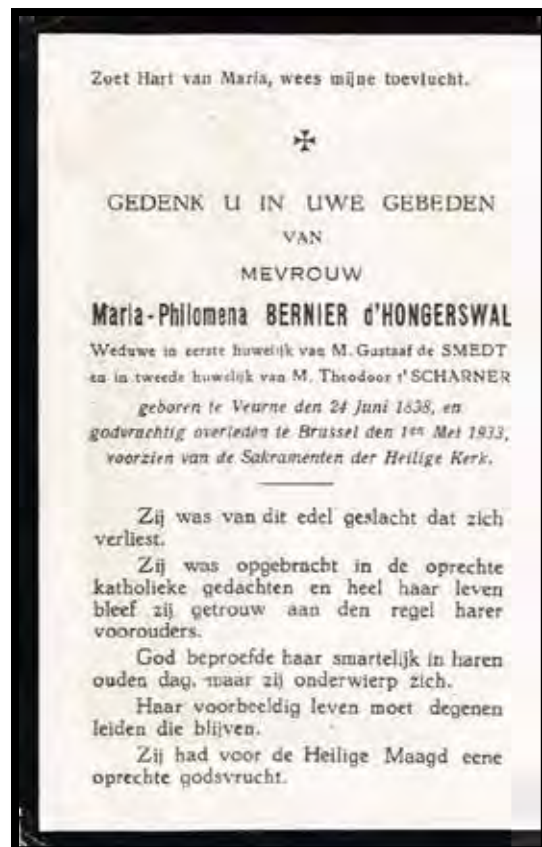 Zoet Hart van Maria, wees mijne toevlucht.
GEDENK U IN UWE GEBEDEN
VAN
MEVROUW
Maria-Philomena BERNIER d'HONGERSWAL
Weduwe in eerste huwelijk van M. Gustaaf de SMEDT
en in tweede huwelijk van M. Theodoor t'SCHARNER
geboren te Veurne den 24 Juni 1838, en
godvruchtig overleden te Brussel den 1en Mei 1933,
voorzien van de Sakramenten der Heilige Kerk.
Zij was van dit edel geslacht dat zich
verliest.
Zij was opgebracht in de oprechte
katholieke gedachten en heel haar leven
bleef zij getrouw aan den regel harer
voorouders.
God beproefde haar smartelijk in haren
ouden dag, maar zij onderwierp zich.
Haar voorbeeldig leven moet degenen
leiden die blijven.
Zij had voor de Heilige Maagd eene
oprechte godsvrucht.